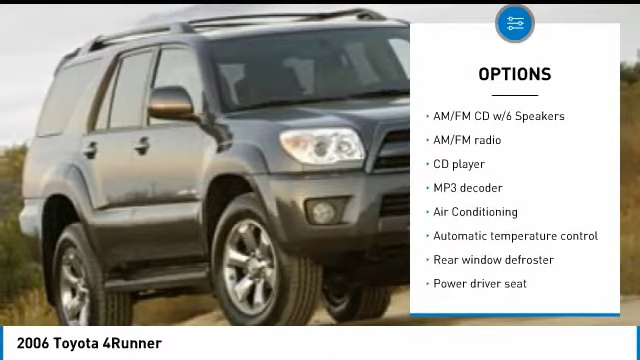 OPTIONS
AM/FM CD w/6 Speakers
AM/FM radio
CD player
MP3 decoder
Air Conditioning
Automatic temperature control
Rear window defroster
Power driver seat
2006 Toyota 4Runner